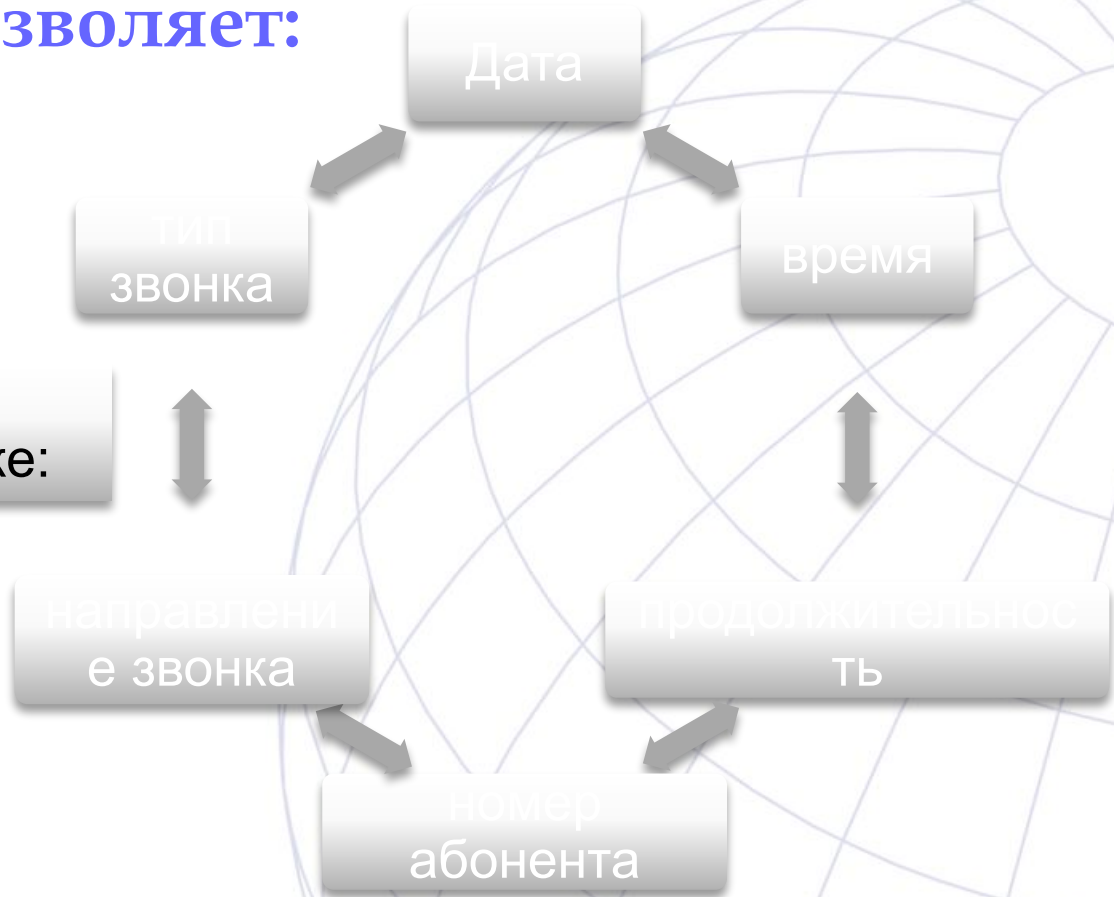 зволяет:
Дата
тип
звонка
время
ке:
направлени
е звонка
продолжительнос
ть
номер
абонента